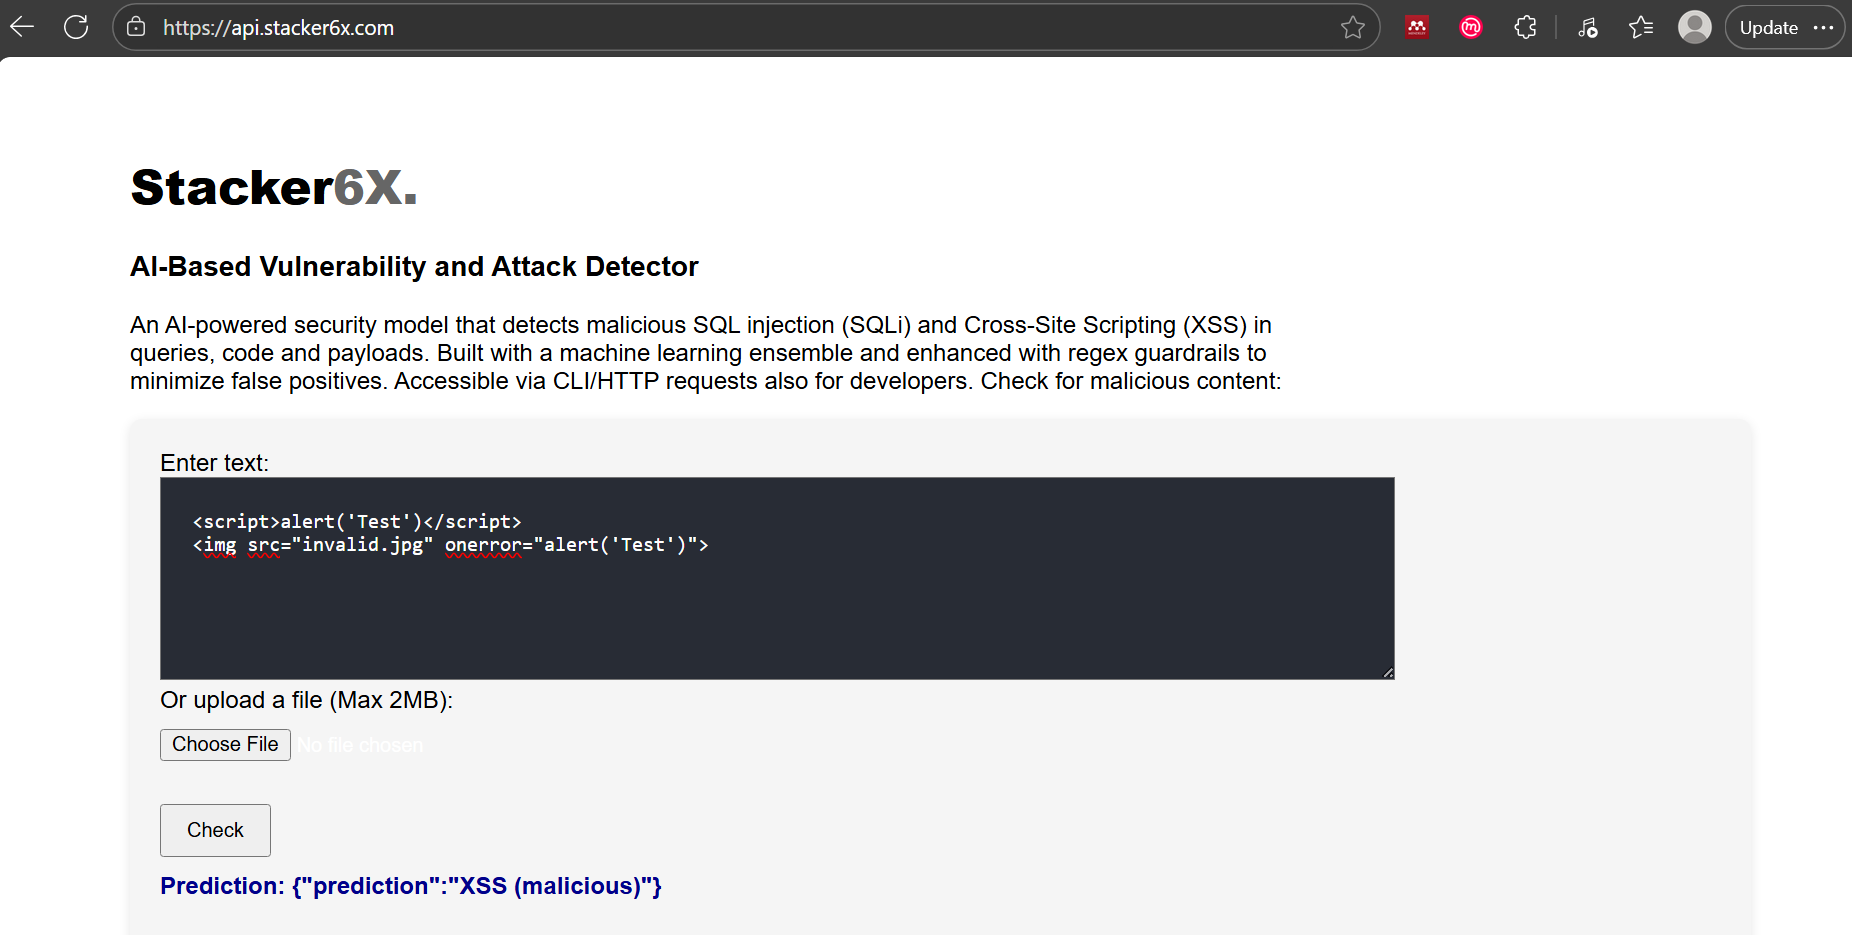 https://api.stacker6x.com
Update
Stacker6X.
AI-Based Vulnerability and Attack Detector
An AI-powered security model that detects malicious SQL injection (SQLi) and Cross-Site Scripting (XSS) in
queries, code and payloads. Built with a machine learning ensemble and enhanced with regex guardrails to
minimize false positives. Accessible via CLI/HTTP requests also for developers. Check for malicious content:
Enter text:
<script>alert('Test')</script>
<img src="invalid.jpg" onerror="alert('Test')">
Or upload a file (Max 2MB):
Choose File No file chosen
Check
Prediction: {"prediction":"XSS (malicious)"}